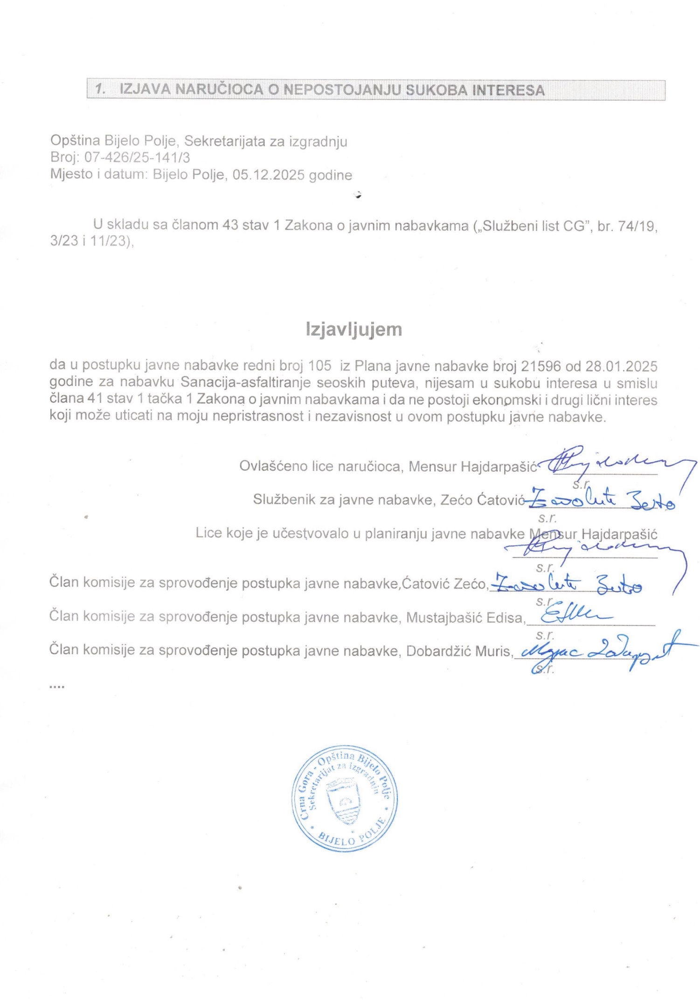 1. IZJAVA NARUČIOCA O NEPOSTOJANJU SUKOBA INTERESA
Opština Bijelo Polje, Sekretarijata za izgradnju
Broj: 07-426/25-141/3
Mjesto i datum: Bijelo Polje, 05.12.2025 godine
U skladu sa članom 43 stav 1 Zakona o javnim nabavkama („Službeni list CG”, br. 74/19,
3/23 i 11/23),
Izjavljujem
da u postupku javne nabavke redni broj 105 iz Plana javne nabavke broj 21596 od 28.01.2025
godine za nabavku Sanacija-asfaltiranje seoskih puteva, nijesam u sukobu interesa u smislu
člana 41 stav 1 tačka 1 Zakona o javnim nabavkama i da ne postoji ekonomski i drugi lični interes
koji može uticati na moju nepristrasnost i nezavisnost u ovom postupku javne nabavke.
Ovlašćeno lice naručioca, Mensur Hajdarpašić
s.r.
Službenik za javne nabavke, Zećo Ćatović
s.r.
Lice koje je učestvovalo u planiranju javne nabavke Mensur Hajdarpašić
s.r.
Član komisije za sprovođenje postupka javne nabavke,Ćatović Zećo,
s.r.
Član komisije za sprovođenje postupka javne nabavke, Mustajbašić Edisa,
s.r.
Član komisije za sprovođenje postupka javne nabavke, Dobardžić Muris,
s.r.
....
Crna Gora - Opština Bijelo Polje
Sekretarijat za izgradnju
* BIJELO POLJE *